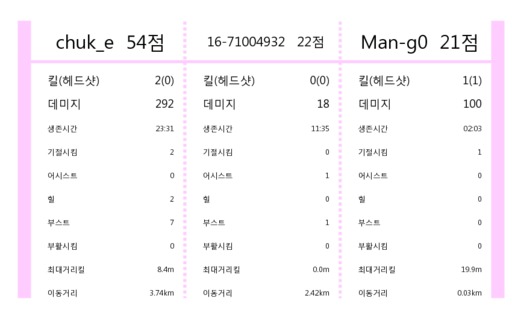 chuk_e 54점 16-71004932 22점 Man-g0 21점
킬(헤드샷) 2(0) 킬(헤드샷) 0(0) 킬(헤드샷) 1(1)
데미지 292 데미지 18 데미지 100
생존시간 23:31 생존시간 11:35 생존시간 02:03
기절시킴 2 기절시킴 0 기절시킴 1
어시스트 0 어시스트 1 어시스트 0
힐 2 힐 0 힐 0
부스트 7 부스트 1 부스트 0
부활시킴 0 부활시킴 0 부활시킴 0
최대거리킬 8.4m 최대거리킬 0.0m 최대거리킬 19.9m
이동거리 3.74km 이동거리 2.42km 이동거리 0.03km